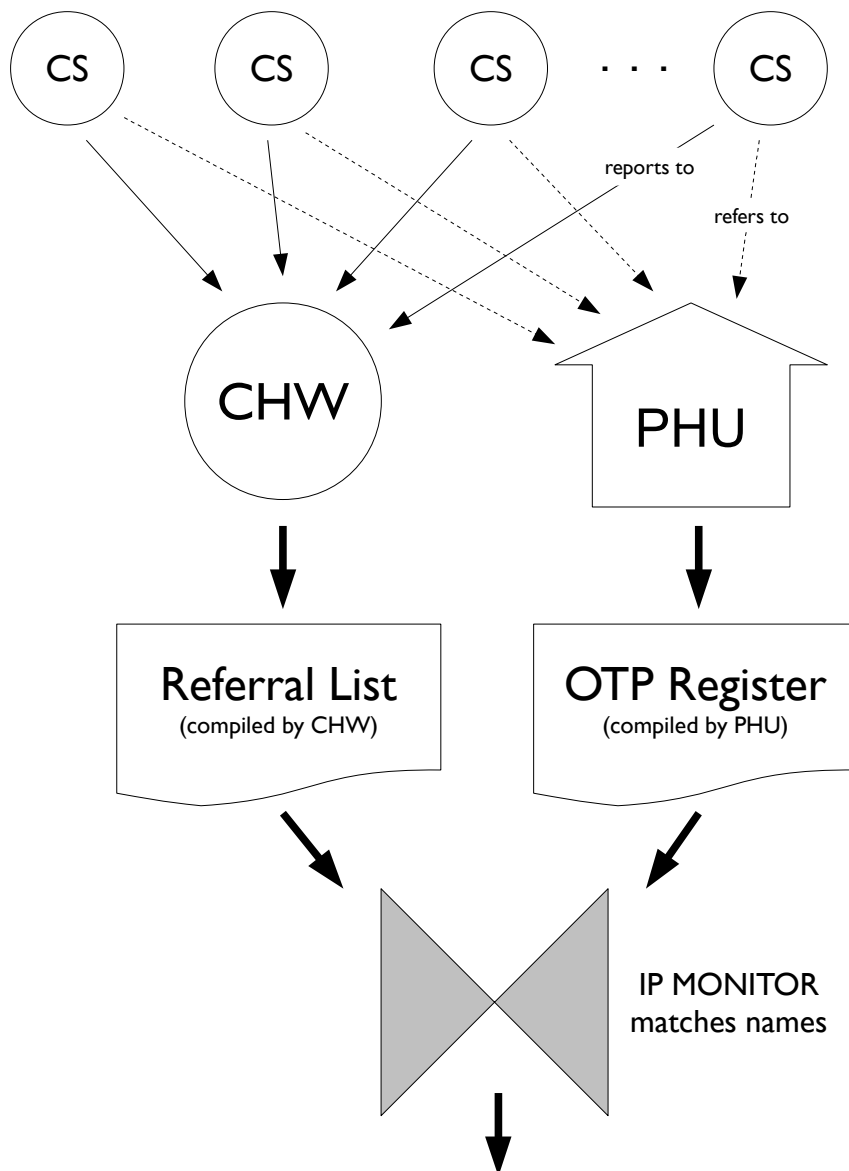 CS CS CS . . . CS
reports to
refers to
CHW PHU
Referral List
(compiled by CHW)
OTP Register
(compiled by PHU)
IP MONITOR
matches names